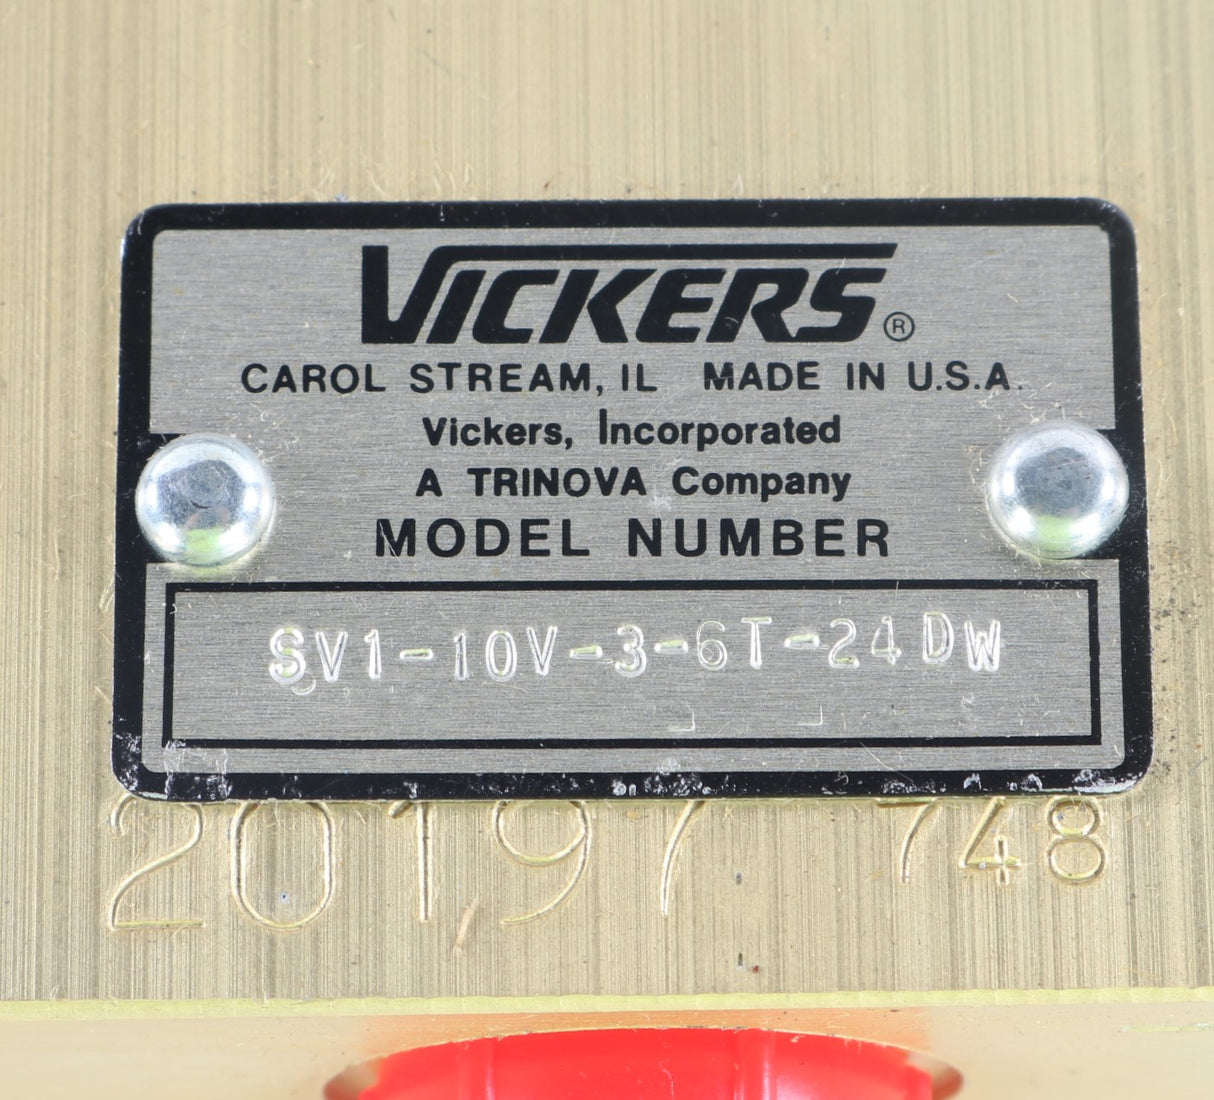 VICKERS®
CAROL STREAM, IL MADE IN U.S.A.
Vickers, Incorporated
A TRINOVA Company
MODEL NUMBER
SV1-10V-3-6T-24DW
20197 748